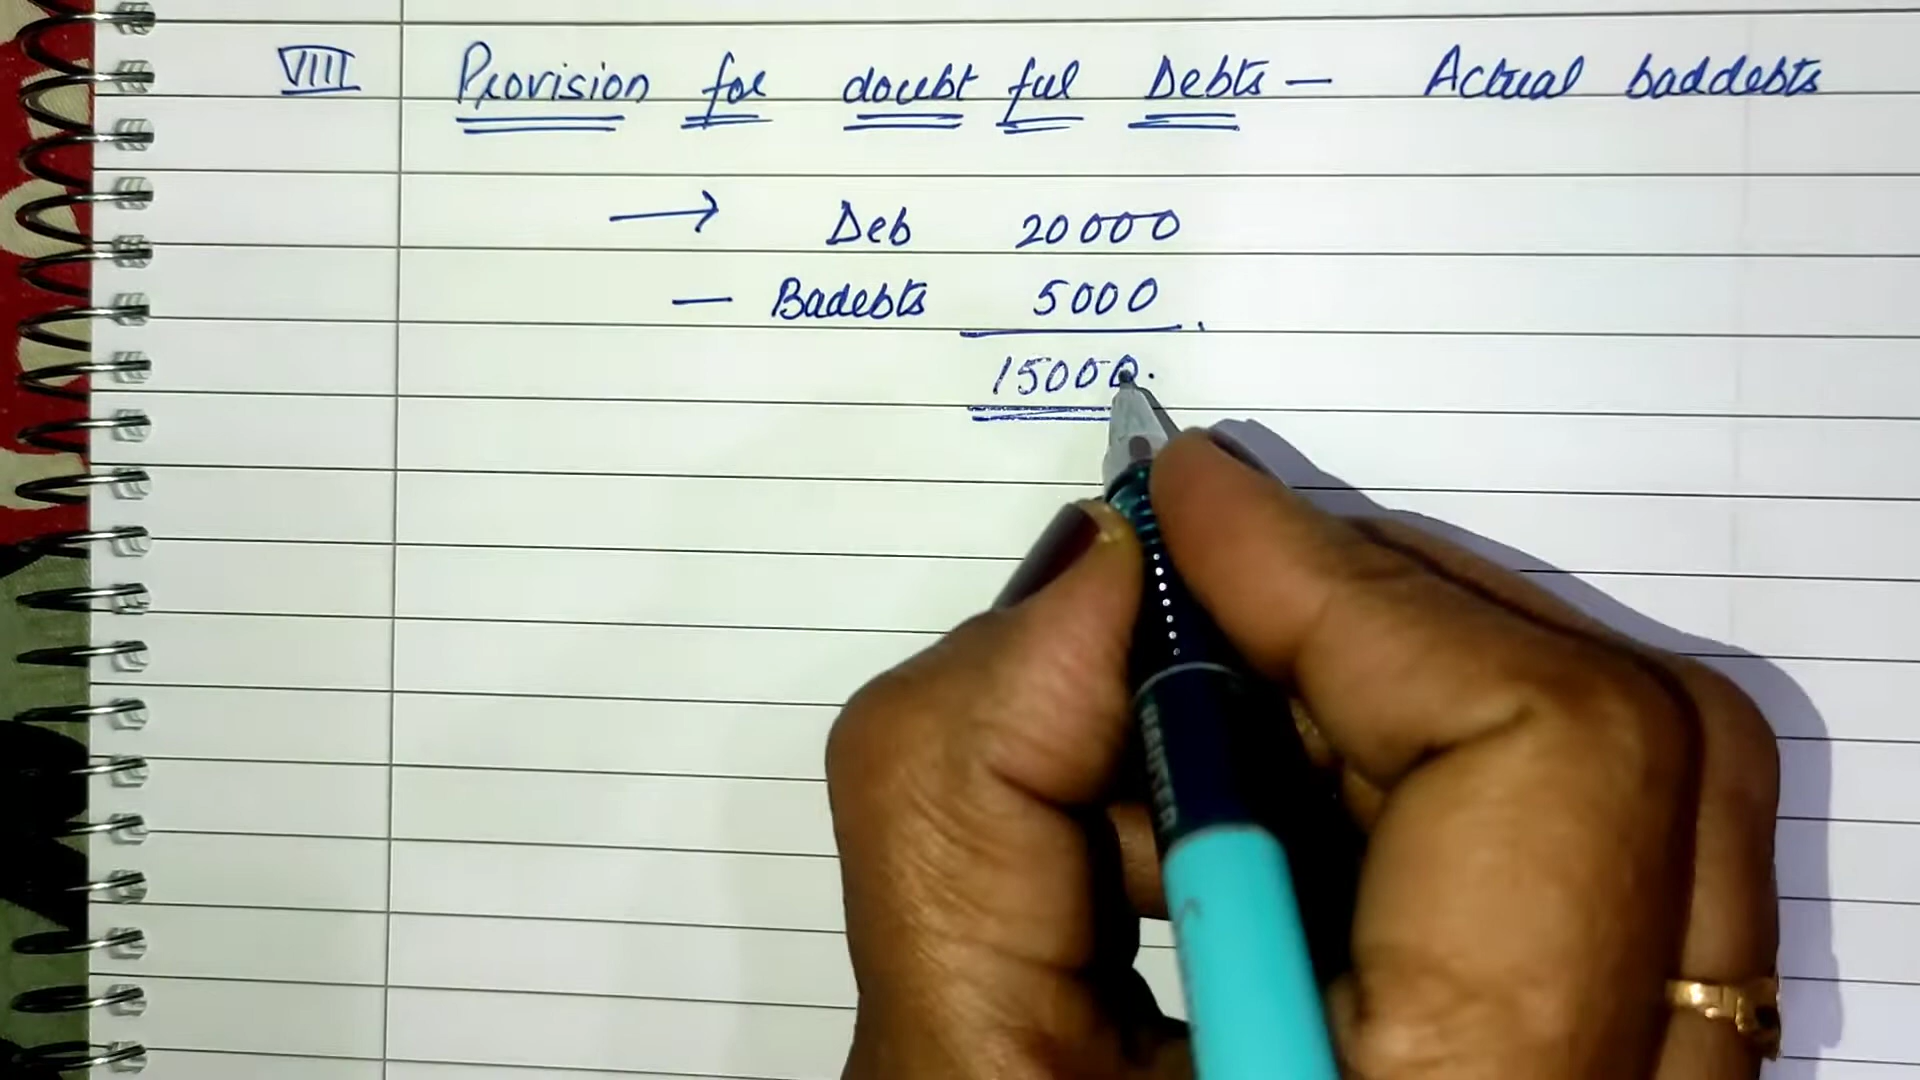 VIII Provision for doubt ful Debts — Actual baddebts
→ Deb 20000
— Badebts 5000
15000.